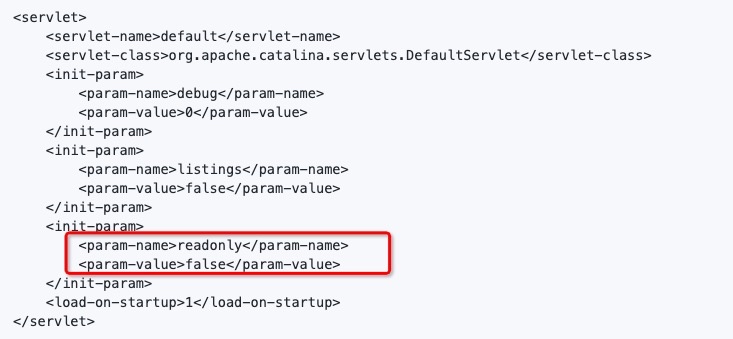 <servlet>
    <servlet-name>default</servlet-name>
    <servlet-class>org.apache.catalina.servlets.DefaultServlet</servlet-class>
    <init-param>
        <param-name>debug</param-name>
        <param-value>0</param-value>
    </init-param>
    <init-param>
        <param-name>listings</param-name>
        <param-value>false</param-value>
    </init-param>
    <init-param>
        <param-name>readonly</param-name>
        <param-value>false</param-value>
    </init-param>
    <load-on-startup>1</load-on-startup>
</servlet>